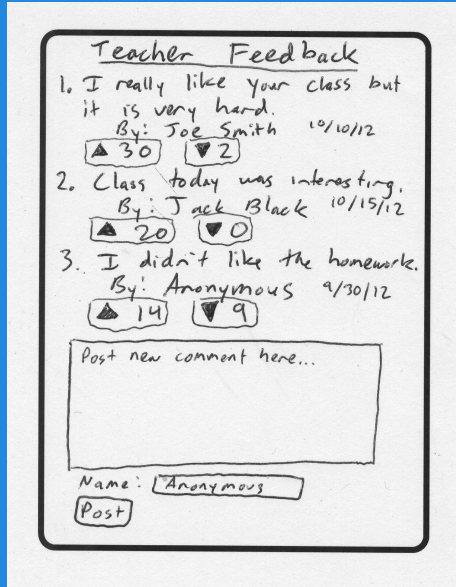 Teacher Feedback
1. I really like your class but
it is very hard.
By: Joe Smith 10/10/12
▲ 30 ▼ 2
2. Class today was interesting.
By: Jack Black 10/15/12
▲ 20 ▼ 0
3. I didn't like the homework.
By: Anonymous 9/30/12
▲ 14 ▼ 9
Post new comment here...
Name: Anonymous
Post